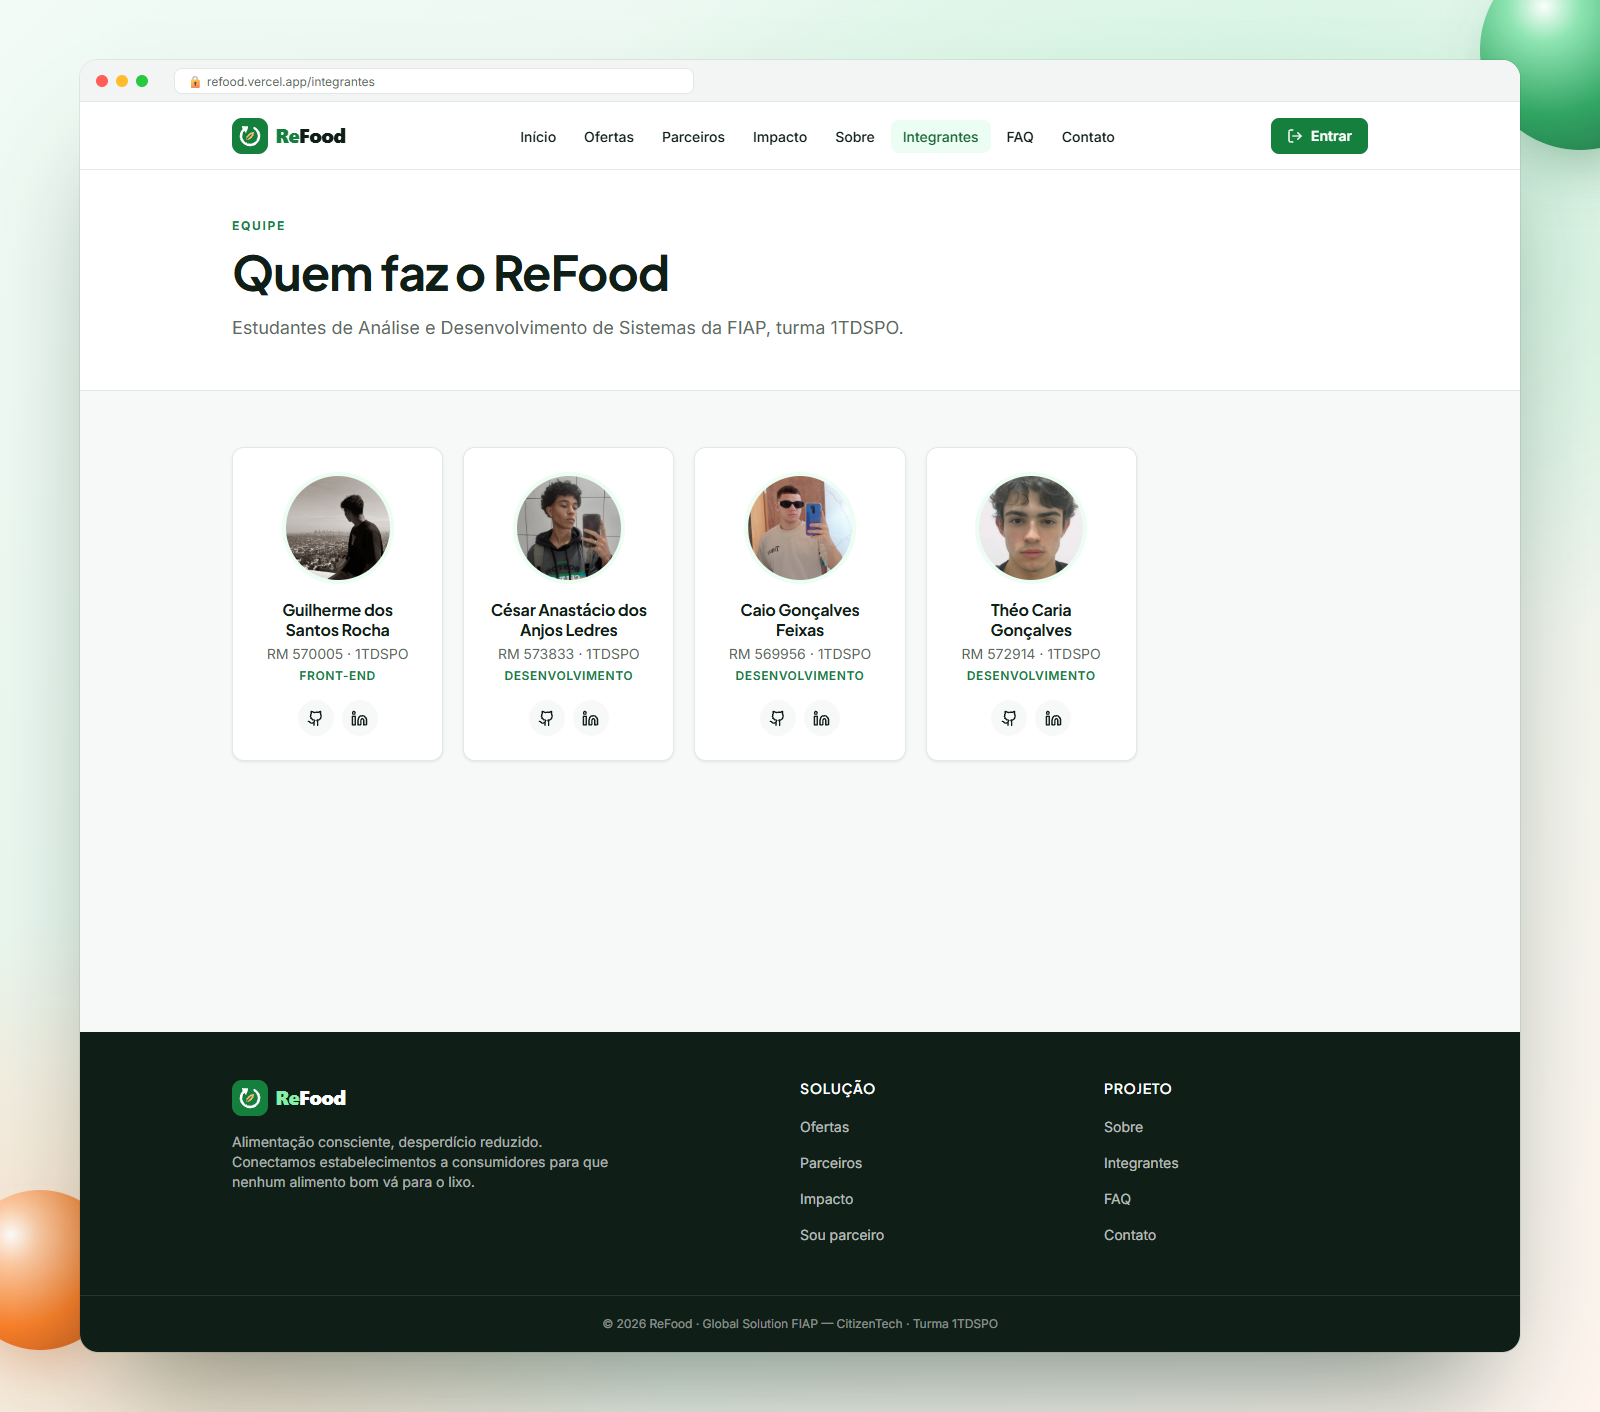 refood.vercel.app/integrantes
ReFood
Início
Ofertas
Parceiros
Impacto
Sobre
Integrantes
FAQ
Contato
Entrar
EQUIPE
Quem faz o ReFood
Estudantes de Análise e Desenvolvimento de Sistemas da FIAP, turma 1TDSPO.
Guilherme dos
Santos Rocha
RM 570005 · 1TDSPO
FRONT-END
César Anastácio dos
Anjos Ledres
RM 573833 · 1TDSPO
DESENVOLVIMENTO
Caio Gonçalves
Feixas
RM 569956 · 1TDSPO
DESENVOLVIMENTO
Théo Caria
Gonçalves
RM 572914 · 1TDSPO
DESENVOLVIMENTO
ReFood
Alimentação consciente, desperdício reduzido.
Conectamos estabelecimentos a consumidores para que
nenhum alimento bom vá para o lixo.
SOLUÇÃO
Ofertas
Parceiros
Impacto
Sou parceiro
PROJETO
Sobre
Integrantes
FAQ
Contato
© 2026 ReFood · Global Solution FIAP — CitizenTech · Turma 1TDSPO